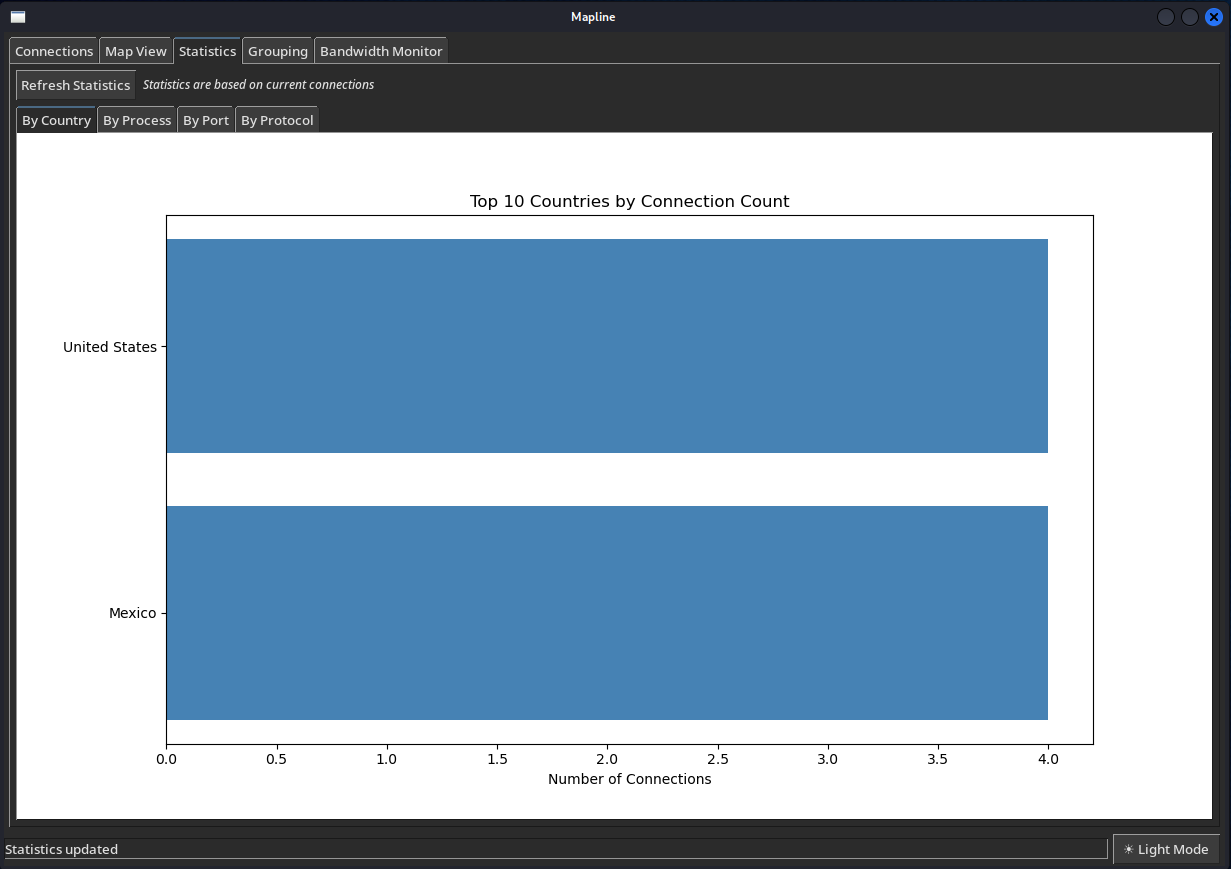 Mapline
Connections Map View Statistics Grouping Bandwidth Monitor
Refresh Statistics Statistics are based on current connections
By Country By Process By Port By Protocol
Top 10 Countries by Connection Count
United States
Mexico
0.0 0.5 1.0 1.5 2.0 2.5 3.0 3.5 4.0
Number of Connections
Statistics updated ☀ Light Mode